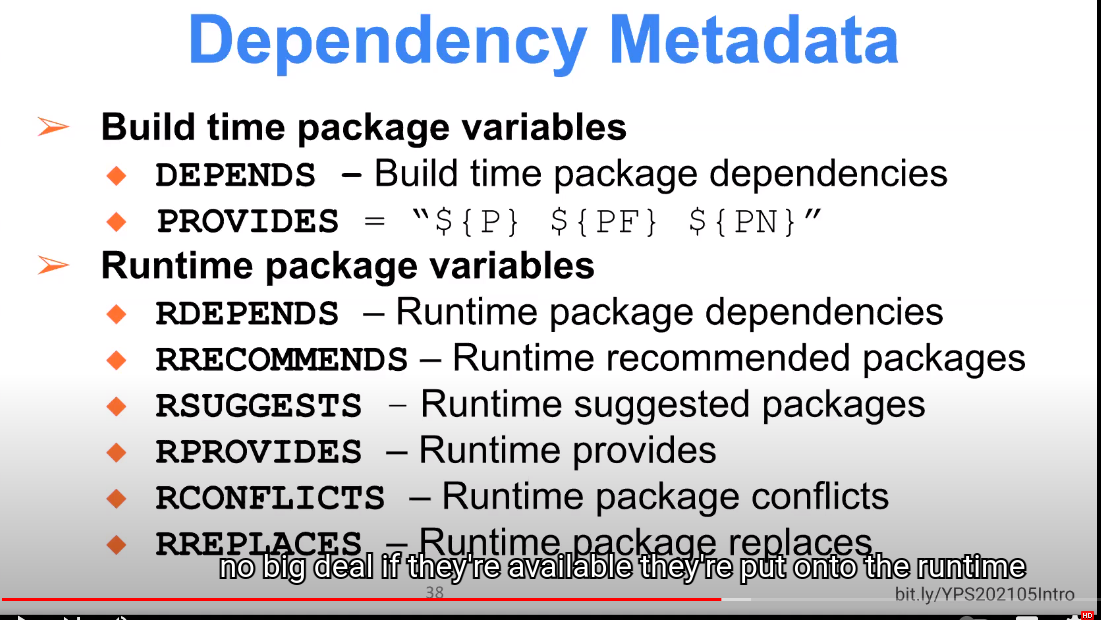 Dependency Metadata
➢ Build time package variables
◆ DEPENDS – Build time package dependencies
◆ PROVIDES = “${P} ${PF} ${PN}”
➢ Runtime package variables
◆ RDEPENDS – Runtime package dependencies
◆ RRECOMMENDS – Runtime recommended packages
◆ RSUGGESTS – Runtime suggested packages
◆ RPROVIDES – Runtime provides
◆ RCONFLICTS – Runtime package conflicts
◆ RREPLACES – Runtime package replaces
no big deal if they're available they're put onto the runtime
38
bit.ly/YPS202105Intro
HD